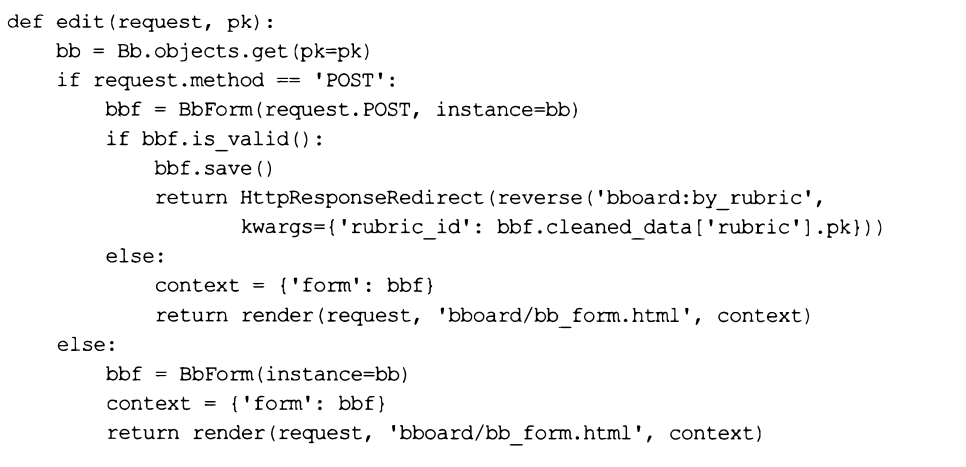 def edit(request, pk):
    bb = Bb.objects.get(pk=pk)
    if request.method == 'POST':
        bbf = BbForm(request.POST, instance=bb)
        if bbf.is_valid():
            bbf.save()
            return HttpResponseRedirect(reverse('bboard:by_rubric',
                   kwargs={'rubric_id': bbf.cleaned_data['rubric'].pk}))
        else:
            context = {'form': bbf}
            return render(request, 'bboard/bb_form.html', context)
    else:
        bbf = BbForm(instance=bb)
        context = {'form': bbf}
        return render(request, 'bboard/bb_form.html', context)